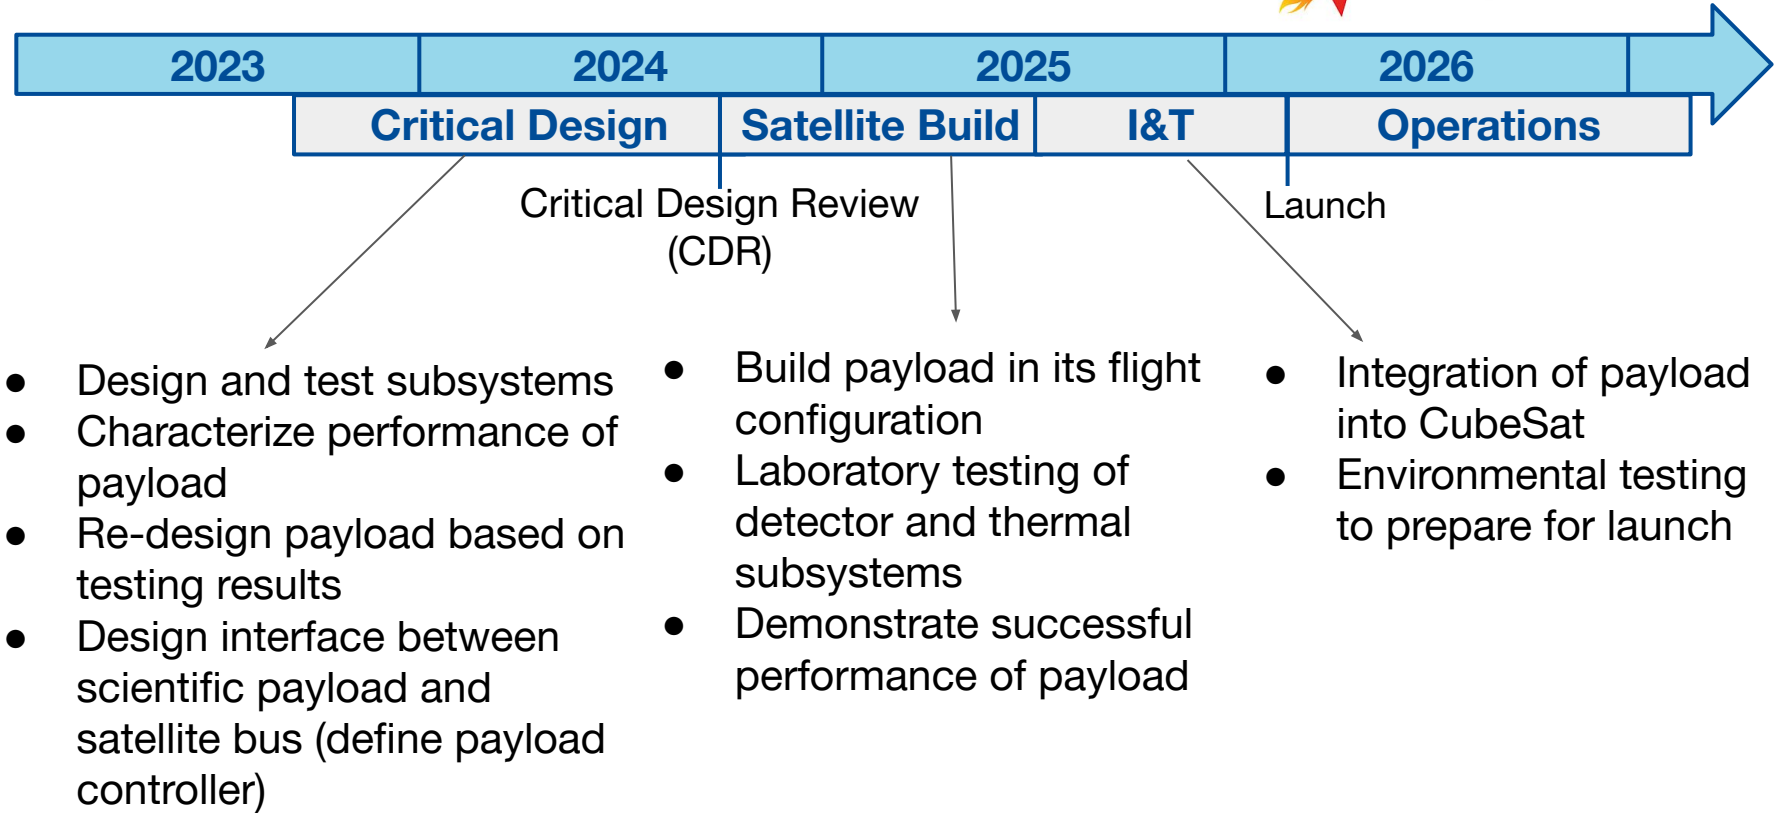 2023 2024 2025 2026
Critical Design Satellite Build I&T Operations
Critical Design Review
(CDR)
Launch
● Design and test subsystems
● Characterize performance of
payload
● Re-design payload based on
testing results
● Design interface between
scientific payload and
satellite bus (define payload
controller)
● Build payload in its flight
configuration
● Laboratory testing of
detector and thermal
subsystems
● Demonstrate successful
performance of payload
● Integration of payload
into CubeSat
● Environmental testing
to prepare for launch